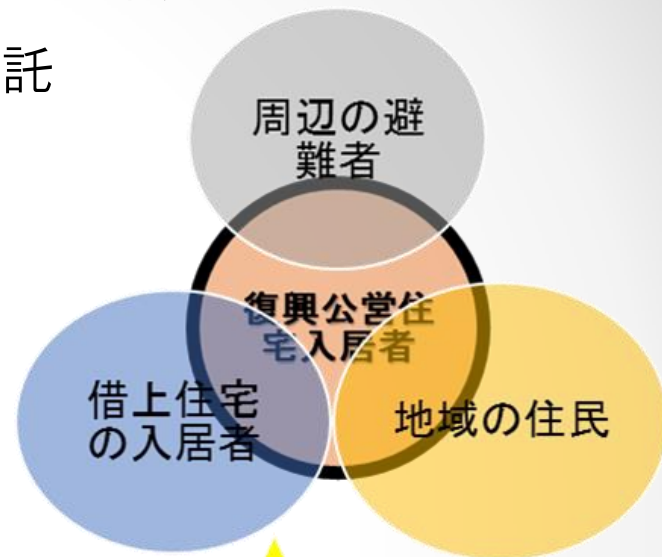 託
周辺の避
難者
復興公営住
宅入居者
借上住宅
の入居者
地域の住民